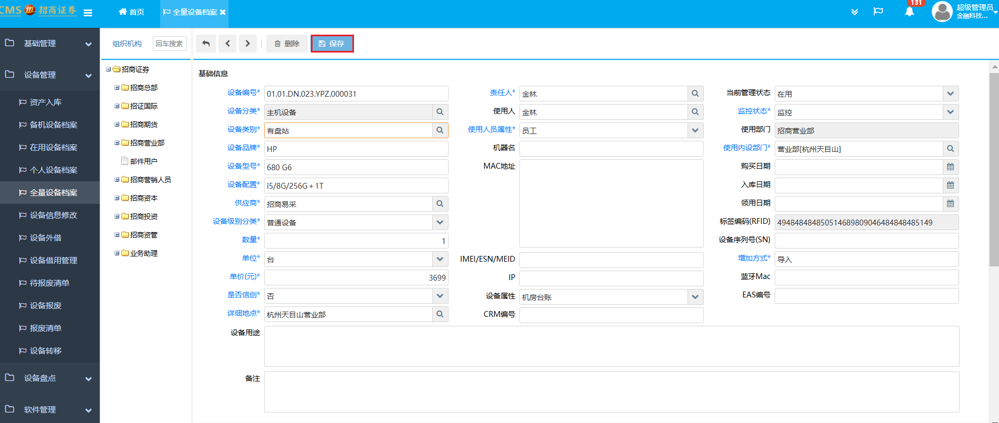 CMS 招商证券
首页
全量设备档案
131
超级管理员
金融科技...
基础管理
设备管理
资产入库
备机设备档案
在用设备档案
个人设备档案
全量设备档案
设备信息修改
设备外借
设备借用管理
待报废清单
设备报废
报废清单
设备转移
设备盘点
软件管理
组织机构 回车搜索
招商证券
招商总部
招证国际
招商期货
招商营业部
邮件用户
招商营销人员
招商资本
招商投资
招商资管
业务助理
删除 保存
基础信息
设备编号* 01.01.DN.023.YPZ.000031
设备分类* 主机设备
设备类别* 有盘站
设备品牌* HP
设备型号* 680 G6
设备配置* i5/8G/256G + 1T
供应商* 招商易采
设备级别分类* 普通设备
数量* 1
单位* 台
单价(元)* 3699
是否信创* 否
详细地点* 杭州天目山营业部
责任人* 金林
使用人 金林
使用人员属性* 员工
机器名
MAC地址
IMEI/ESN/MEID
IP
设备属性 机房台账
CRM编号
当前管理状态 在用
监控状态* 监控
使用部门 招商营业部
使用内设部门* 营业部[杭州天目山]
购买日期
入库日期
领用日期
标签编码(RFID) 4948484848505146898090464848484851​49
设备序列号(SN)
增加方式* 导入
蓝牙Mac
EAS编号
设备用途
备注